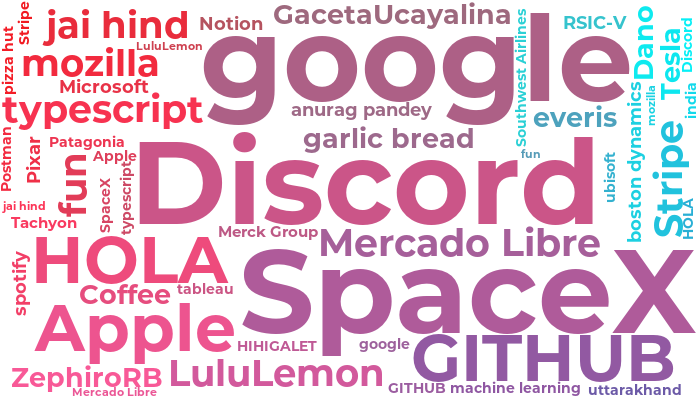 pizza hut
Stripe
jai hind
Notion
GacetaUcayalina
Southwest Airlines
RSIC-V
Dano
Tesla
Discord
LuluLemon
google
mozilla
Microsoft
typescript
anurag pandey
everis
boston dynamics
mozilla
india
garlic bread
Postman
Pixar
Patagonia
Apple
fun
Discord
fun
ubisoft
Stripe
HOLA
SpaceX
typescript
jai hind
Tachyon
Merck Group
Mercado Libre
HOLA
spotify
Coffee
tableau
SpaceX
Apple
HIHIGALET
google
GITHUB
ZephiroRB
LuluLemon
Mercado Libre
GITHUB machine learning
uttarakhand